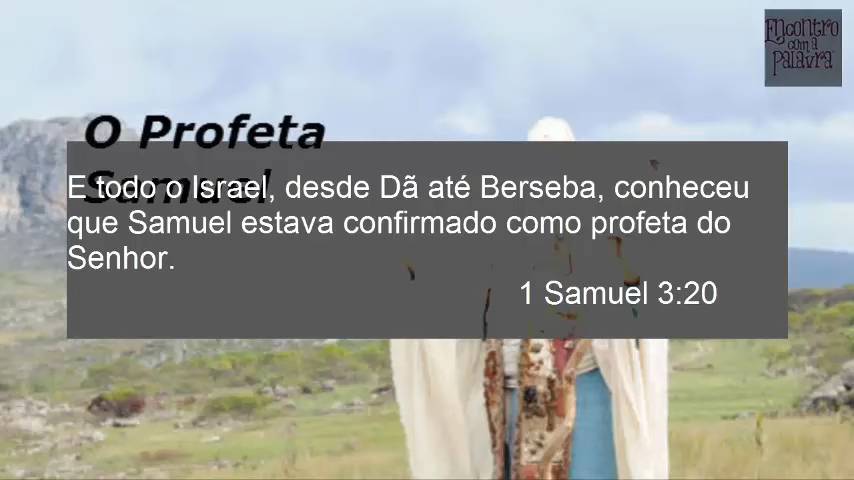 Encontro
com a
Palavra
O Profeta
Samuel
E todo o Israel, desde Dã até Berseba, conheceu
que Samuel estava confirmado como profeta do
Senhor.
1 Samuel 3:20